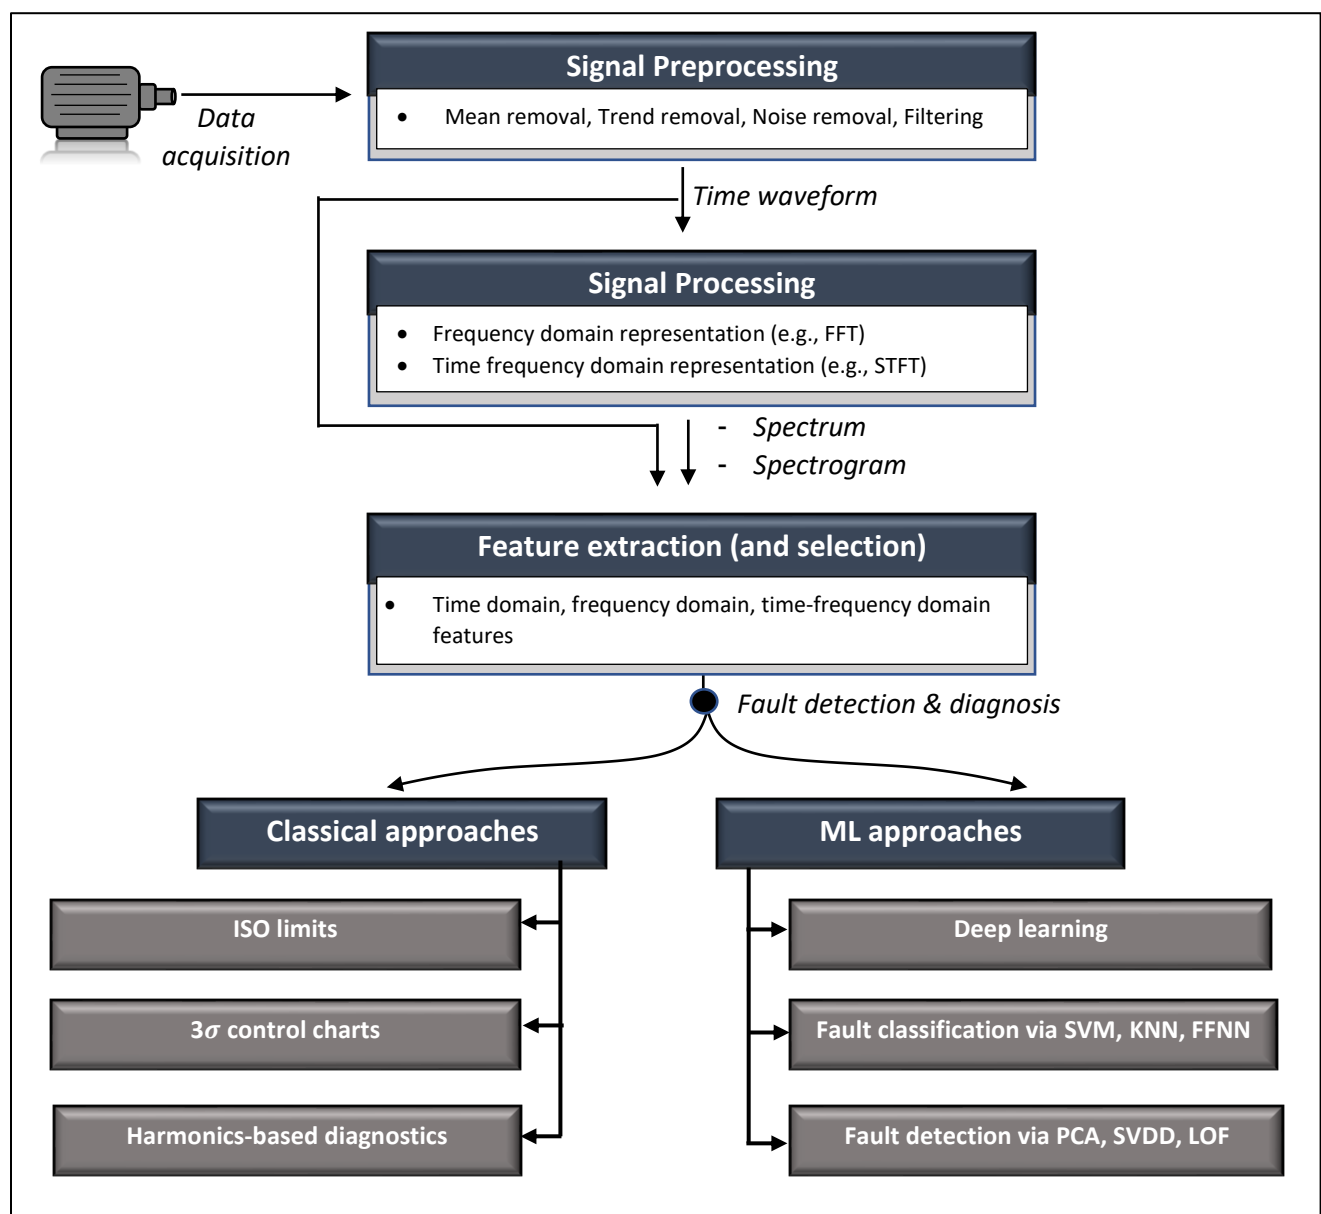 Signal Preprocessing
• Mean removal, Trend removal, Noise removal, Filtering
Data
acquisition
Time waveform
Signal Processing
• Frequency domain representation (e.g., FFT)
• Time frequency domain representation (e.g., STFT)
- Spectrum
- Spectrogram
Feature extraction (and selection)
• Time domain, frequency domain, time-frequency domain
features
Fault detection & diagnosis
Classical approaches
ISO limits
3σ control charts
Harmonics-based diagnostics
ML approaches
Deep learning
Fault classification via SVM, KNN, FFNN
Fault detection via PCA, SVDD, LOF